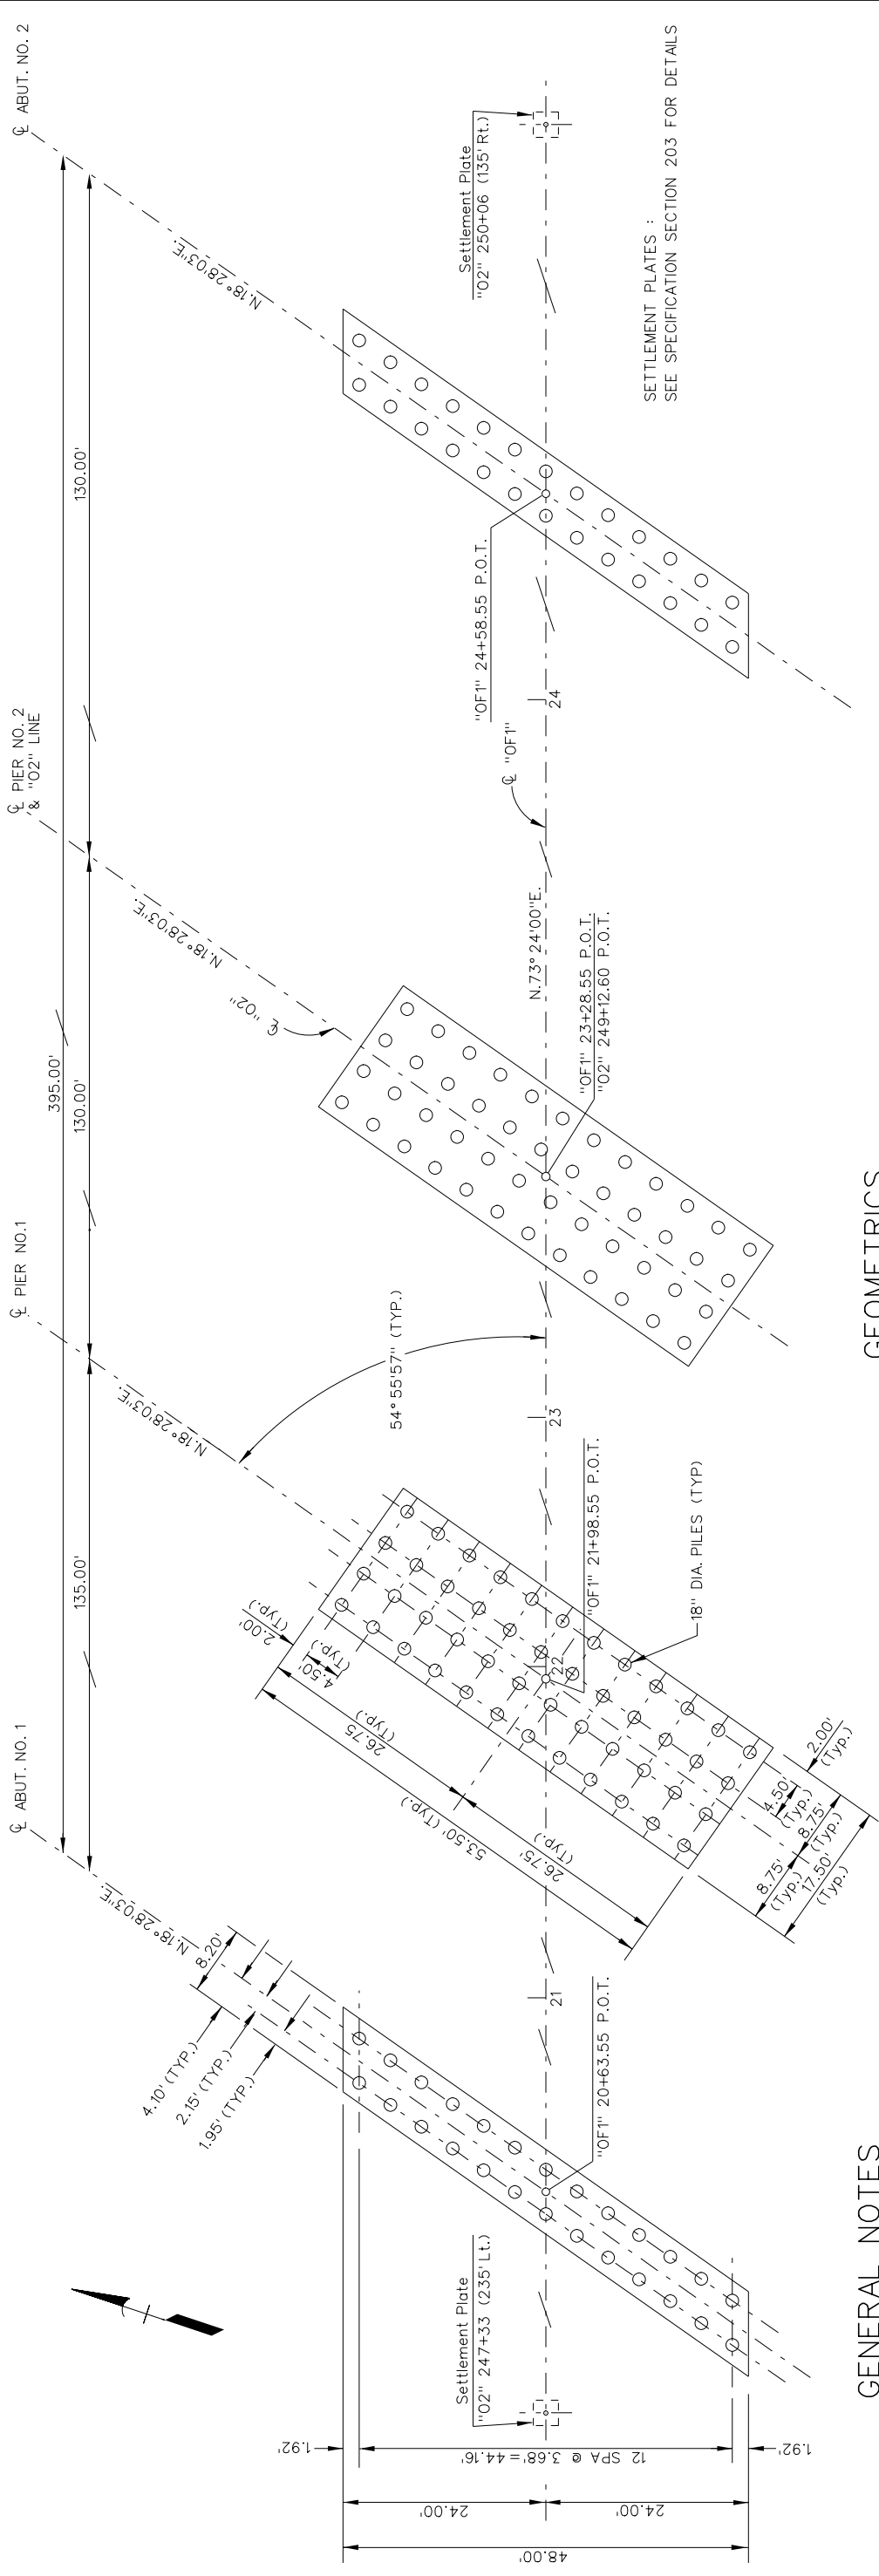 ℄ ABUT. NO. 1
℄ PIER NO.1
℄ PIER NO. 2
& "O2" LINE
℄ ABUT. NO. 2
395.00'
135.00'
130.00'
130.00'
N.18° 28'03"E.
N.18° 28'03"E.
N.18° 28'03"E.
N.18° 28'03"E.
8.20'
4.10' (TYP.)
2.15' (TYP.)
1.95' (TYP.)
2.00'
(Typ.)
4.50'
(Typ.)
26.75
(Typ.)
53.50' (Typ.)
26.75'
(Typ.)
54° 55'57" (TYP.)
℄ "O2"
N.73° 24'00"E.
℄ "OF1"
Settlement Plate
"O2" 247+33 (235' Lt.)
"OF1" 20+63.55 P.O.T.
21
22
"OF1" 21+98.55 P.O.T.
23
"OF1" 23+28.55 P.O.T.
"O2" 249+12.60 P.O.T.
24
"OF1" 24+58.55 P.O.T.
Settlement Plate
"O2" 250+06 (135' Rt.)
18" DIA. PILES (TYP)
4.50'
(Typ.)
2.00'
(Typ.)
8.75'
(Typ.)
8.75'
(Typ.)
17.50'
(Typ.)
1.92'
12 SPA @ 3.68' = 44.16'
1.92'
24.00'
24.00'
48.00'
SETTLEMENT PLATES :
SEE SPECIFICATION SECTION 203 FOR DETAILS
GENERAL NOTES
GEOMETRICS